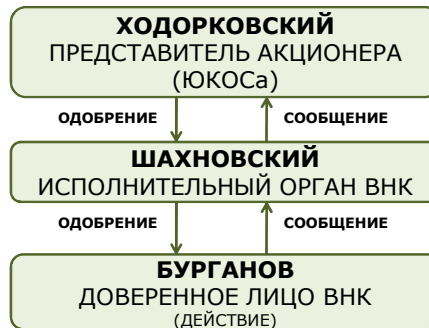 ХОДОРКОВСКИЙ
ПРЕДСТАВИТЕЛЬ АКЦИОНЕРА
(ЮКОСа)
ОДОБРЕНИЕ СООБЩЕНИЕ
ШАХНОВСКИЙ
ИСПОЛНИТЕЛЬНЫЙ ОРГАН ВНК
ОДОБРЕНИЕ СООБЩЕНИЕ
БУРГАНОВ
ДОВЕРЕННОЕ ЛИЦО ВНК
(ДЕЙСТВИЕ)